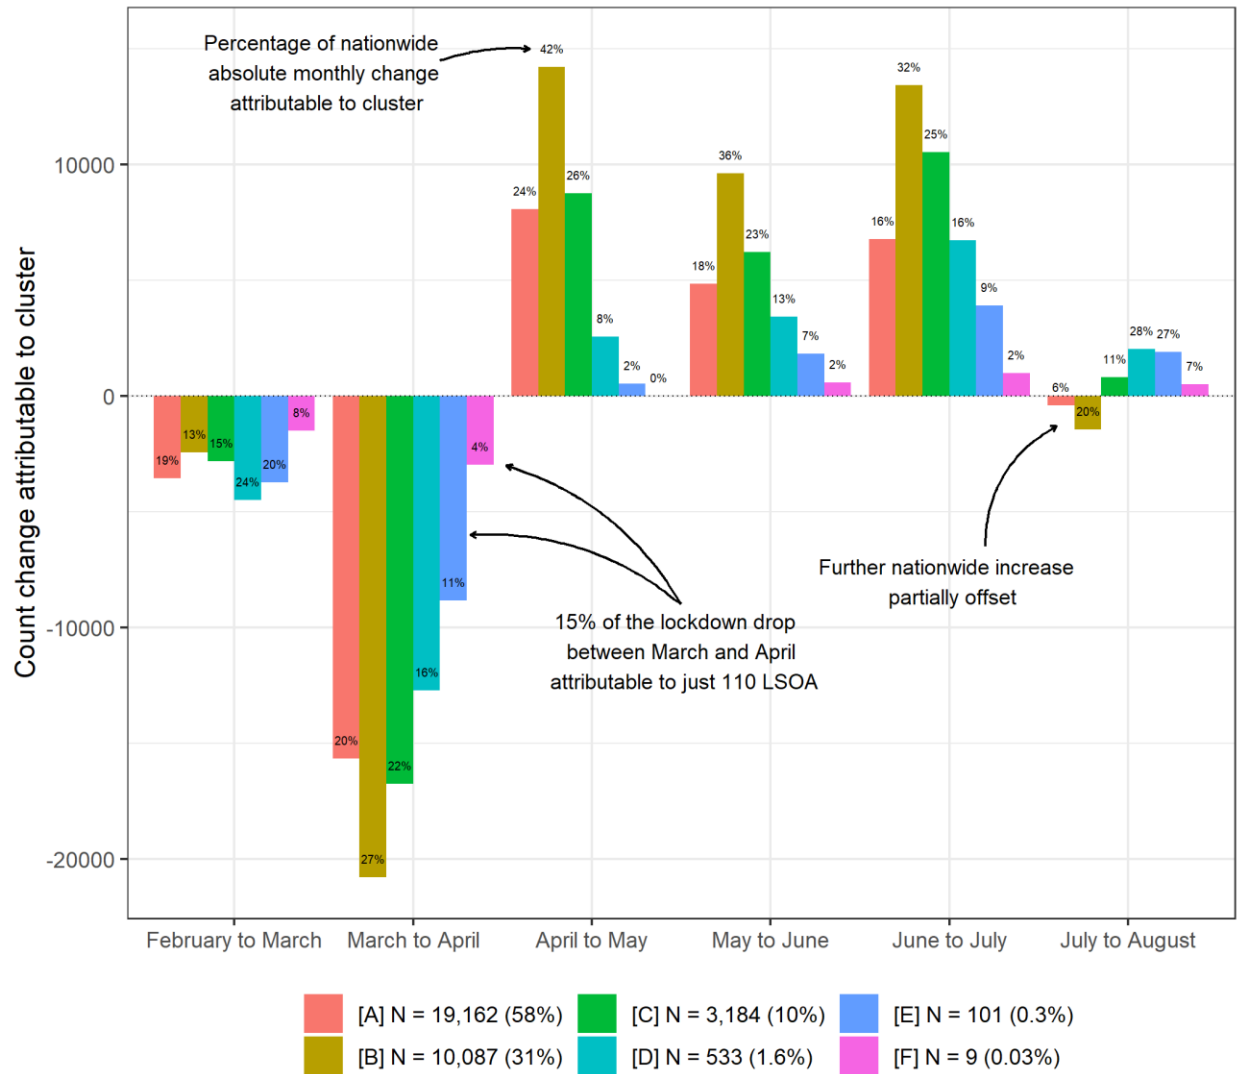 Percentage of nationwide
absolute monthly change
attributable to cluster
42%
32%
36%
25%
26%
24%
23%
18%
16%
16%
13%
8%
9%
7%
2%
2%
2%
0%
28%
27%
11%
7%
6%
20%
10000
0
-10000
-20000
Count change attributable to cluster
19%
13%
15%
24%
20%
8%
20%
27%
22%
16%
11%
4%
15% of the lockdown drop
between March and April
attributable to just 110 LSOA
Further nationwide increase
partially offset
February to March
March to April
April to May
May to June
June to July
July to August
[A] N = 19,162 (58%)
[C] N = 3,184 (10%)
[E] N = 101 (0.3%)
[B] N = 10,087 (31%)
[D] N = 533 (1.6%)
[F] N = 9 (0.03%)